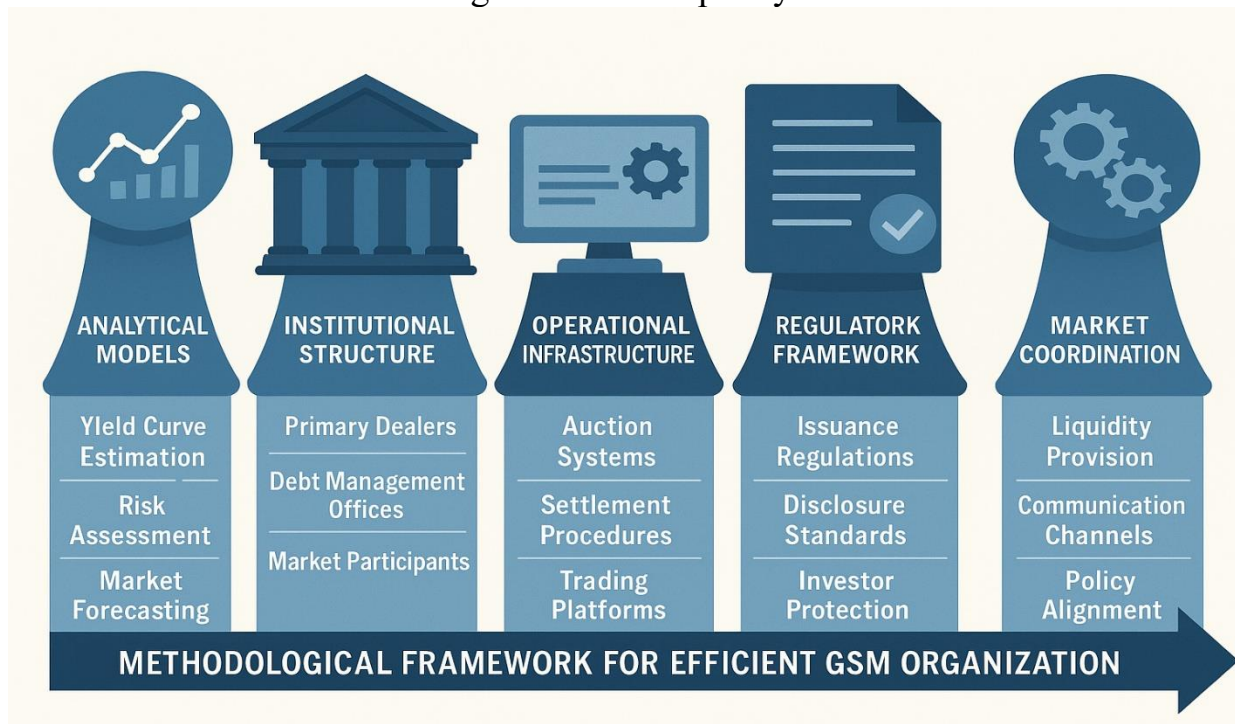 ANALYTICAL
MODELS
Yleld Curve
Estimation
Risk
Assessment
Market
Forecasting
INSTITUTIONAL
STRUCTURE
Primary Dealers
Debt Management
Offices
Market Participants
OPERATIONAL
INFRASTRUCTURE
Auction
Systems
Settlement
Procedures
Trading
Platforms
REGULATORK
FRAMEWORK
Issuance
Regulations
Disclosure
Standards
Investor
Protection
MARKET
COORDINATION
Liquidity
Provision
Communication
Channels
Policy
Alignment
METHODOLOGICAL FRAMEWORK FOR EFFICIENT GSM ORGANIZATION